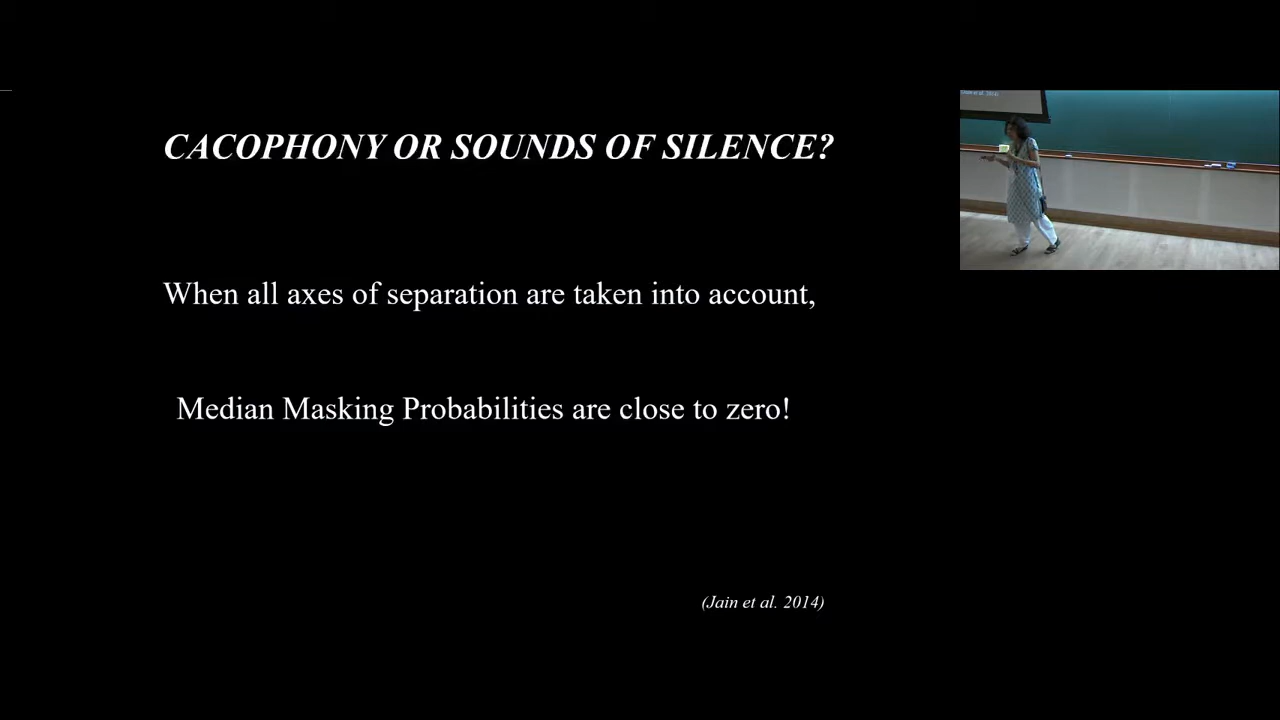 CACOPHONY OR SOUNDS OF SILENCE?
When all axes of separation are taken into account,
Median Masking Probabilities are close to zero!
(Jain et al. 2014)